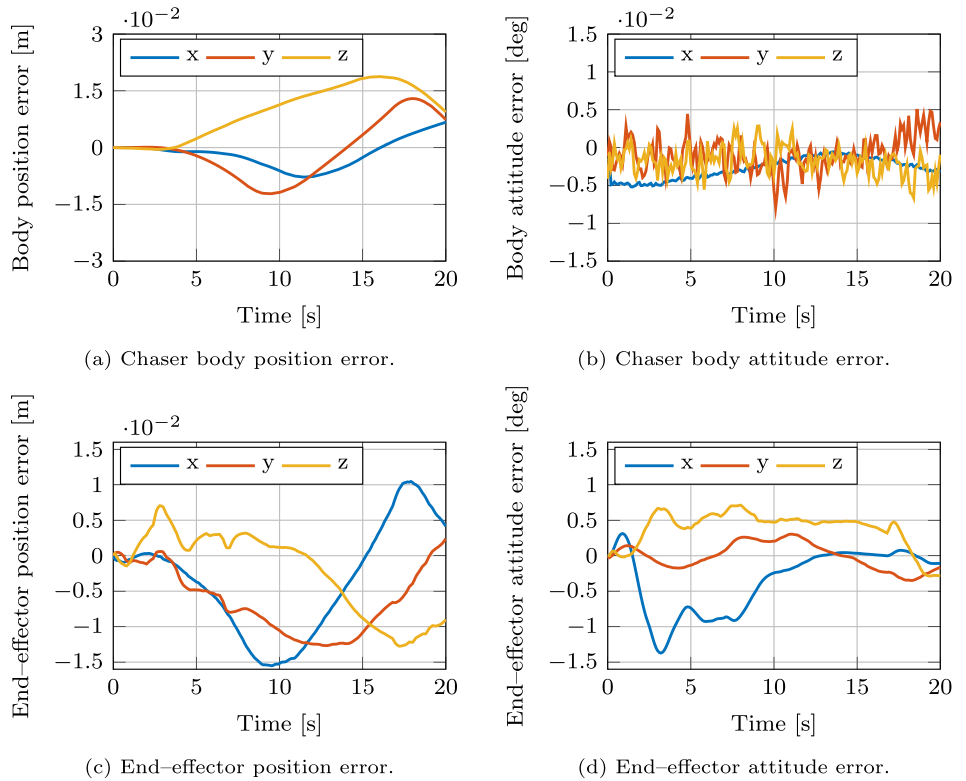 ·10⁻²
Body position error [m]
3
1.5
0
−1.5
−3
x y z
0 5 10 15 20
Time [s]
(a) Chaser body position error.
·10⁻²
Body attitude error [deg]
1.5
1
0.5
0
−0.5
−1
−1.5
x y z
0 5 10 15 20
Time [s]
(b) Chaser body attitude error.
·10⁻²
End–effector position error [m]
1.5
1
0.5
0
−0.5
−1
−1.5
x y z
0 5 10 15 20
Time [s]
(c) End–effector position error.
End–effector attitude error [deg]
1.5
1
0.5
0
−0.5
−1
−1.5
x y z
0 5 10 15 20
Time [s]
(d) End–effector attitude error.